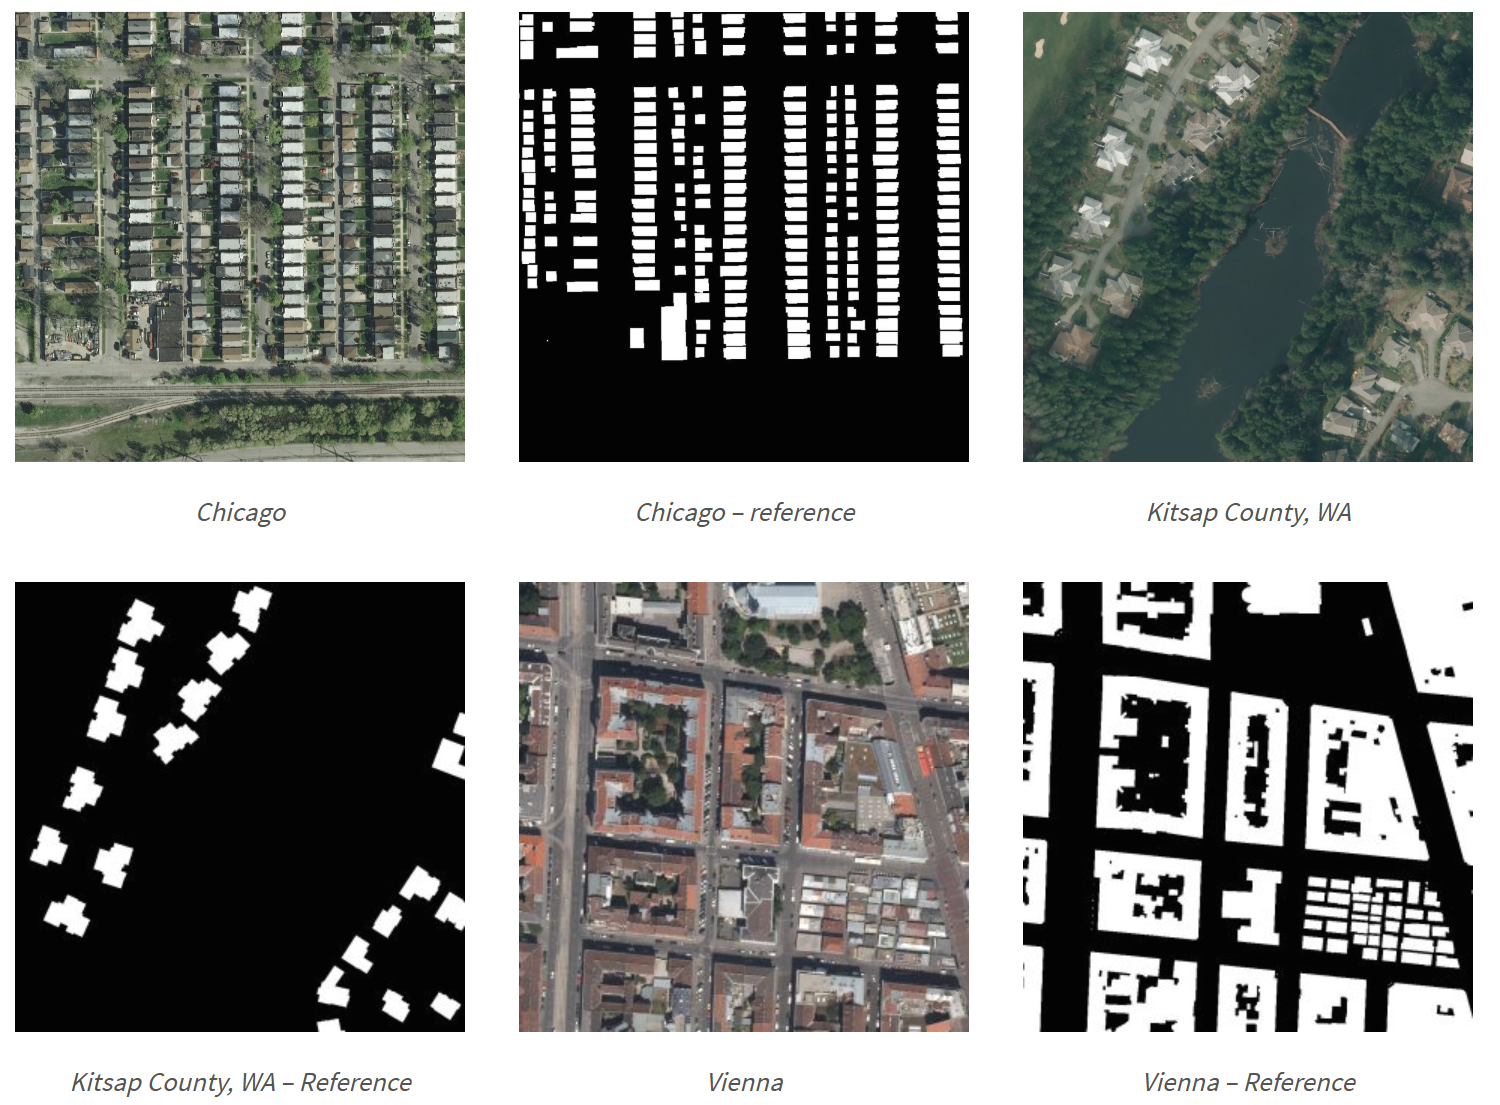 Chicago
Chicago – reference
Kitsap County, WA
Kitsap County, WA – Reference
Vienna
Vienna – Reference